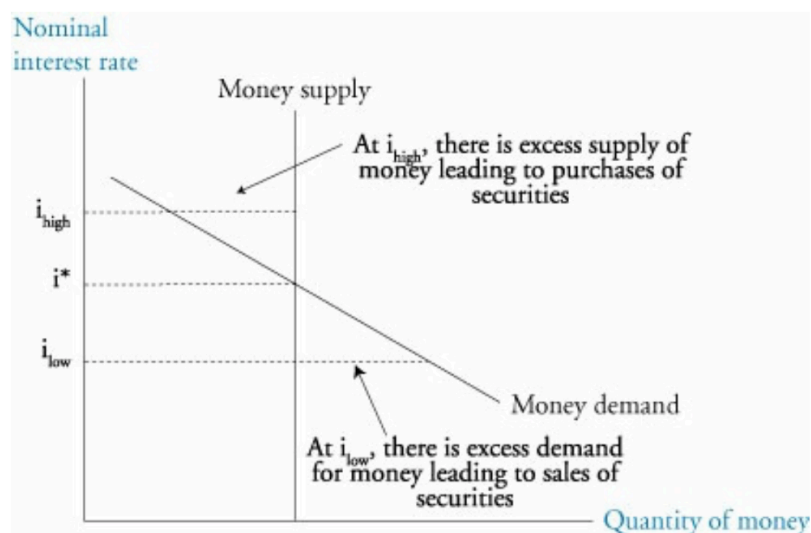 Nominal
interest rate
Money supply
At i_high, there is excess supply of
money leading to purchases of
securities
i_high
i*
i_low
Money demand
At i_low, there is excess demand
for money leading to sales of
securities
Quantity of money